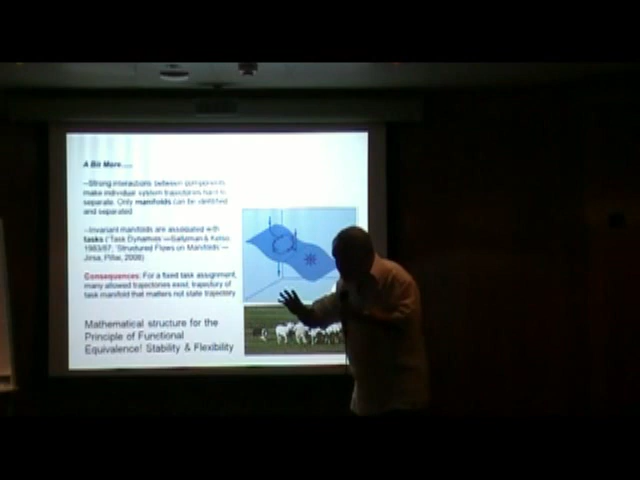 A Bit More.....
--Strong interactions between components
make individual system trajectories hard to
separate. Only manifolds can be identified
and separated
--Invariant manifolds are associated with
tasks ('Task Dynamics' —Saltzman & Kelso
1983/87; 'Structured Flows on Manifolds' —
Jirsa, Pillai, 2008)
Consequences: For a fixed task assignment,
many allowed trajectories exist, trajectory of
task manifold that matters not state trajectory
Mathematical structure for the
Principle of Functional
Equivalence! Stability & Flexibility